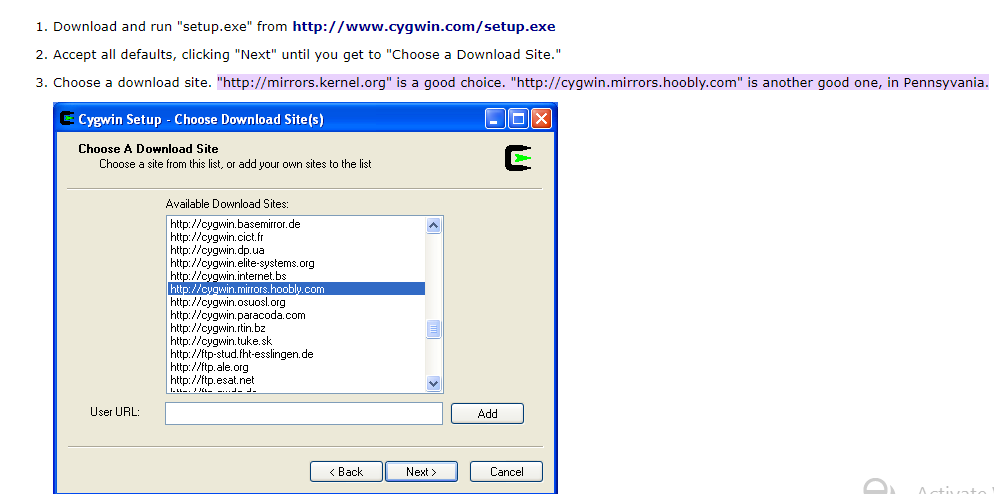 1. Download and run "setup.exe" from http://www.cygwin.com/setup.exe
2. Accept all defaults, clicking "Next" until you get to "Choose a Download Site."
3. Choose a download site. "http://mirrors.kernel.org" is a good choice. "http://cygwin.mirrors.hoobly.com" is another good one, in Pennsyvania.
Cygwin Setup - Choose Download Site(s)
Choose A Download Site
Choose a site from this list, or add your own sites to the list
Available Download Sites:
http://cygwin.basemirror.de
http://cygwin.cict.fr
http://cygwin.dp.ua
http://cygwin.elite-systems.org
http://cygwin.internet.bs
http://cygwin.mirrors.hoobly.com
http://cygwin.osuosl.org
http://cygwin.paracoda.com
http://cygwin.rtin.bz
http://cygwin.tuke.sk
http://ftp-stud.fht-esslingen.de
http://ftp.ale.org
http://ftp.esat.net
User URL:
Add
< Back
Next >
Cancel
Activate